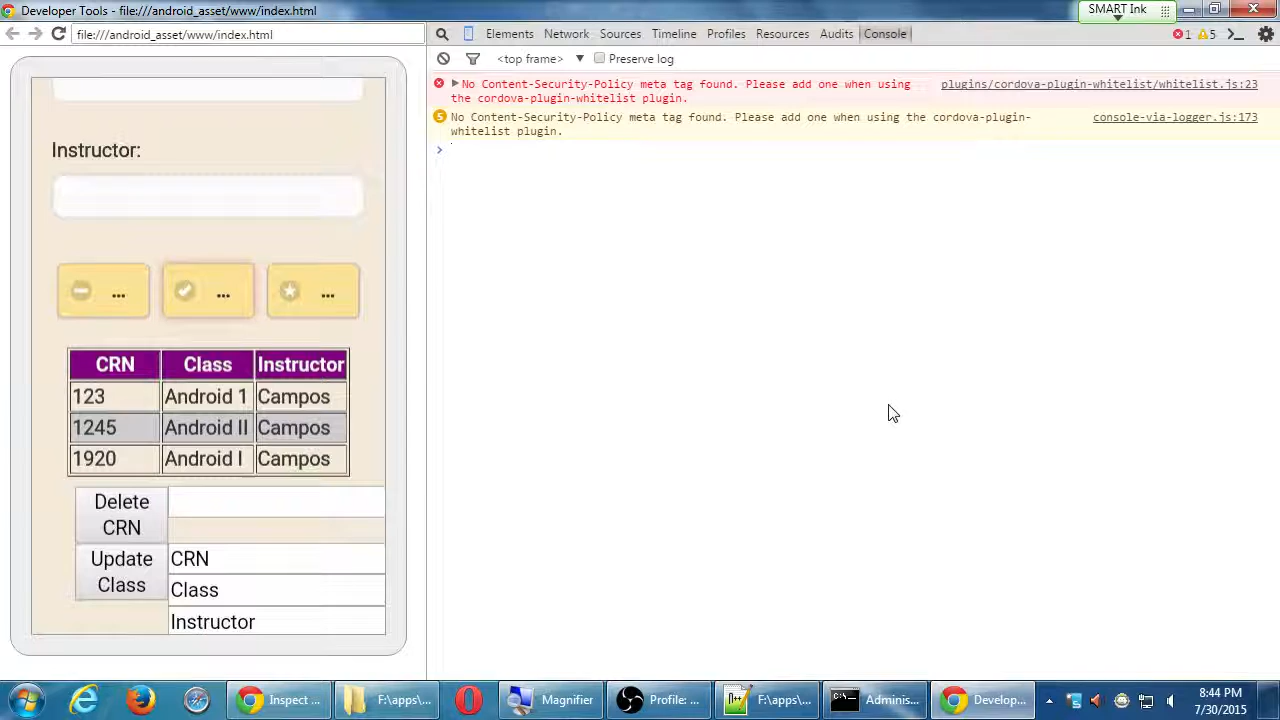 Developer Tools - file:///android_asset/www/index.html
SMART Ink
file:///android_asset/www/index.html
Elements Network Sources Timeline Profiles Resources Audits Console
1 5
<top frame> Preserve log
No Content-Security-Policy meta tag found. Please add one when using plugins/cordova-plugin-whitelist/whitelist.js:23
the cordova-plugin-whitelist plugin.
5 No Content-Security-Policy meta tag found. Please add one when using the cordova-plugin- console-via-logger.js:173
whitelist plugin.
Instructor:
... ... ...
CRN Class Instructor
123 Android 1 Campos
1245 Android II Campos
1920 Android I Campos
Delete
CRN
Update
Class
CRN
Class
Instructor
Inspect ... F:\apps\... Magnifier Profile: ... F:\apps\... Adminis... Develop...
8:44 PM
7/30/2015